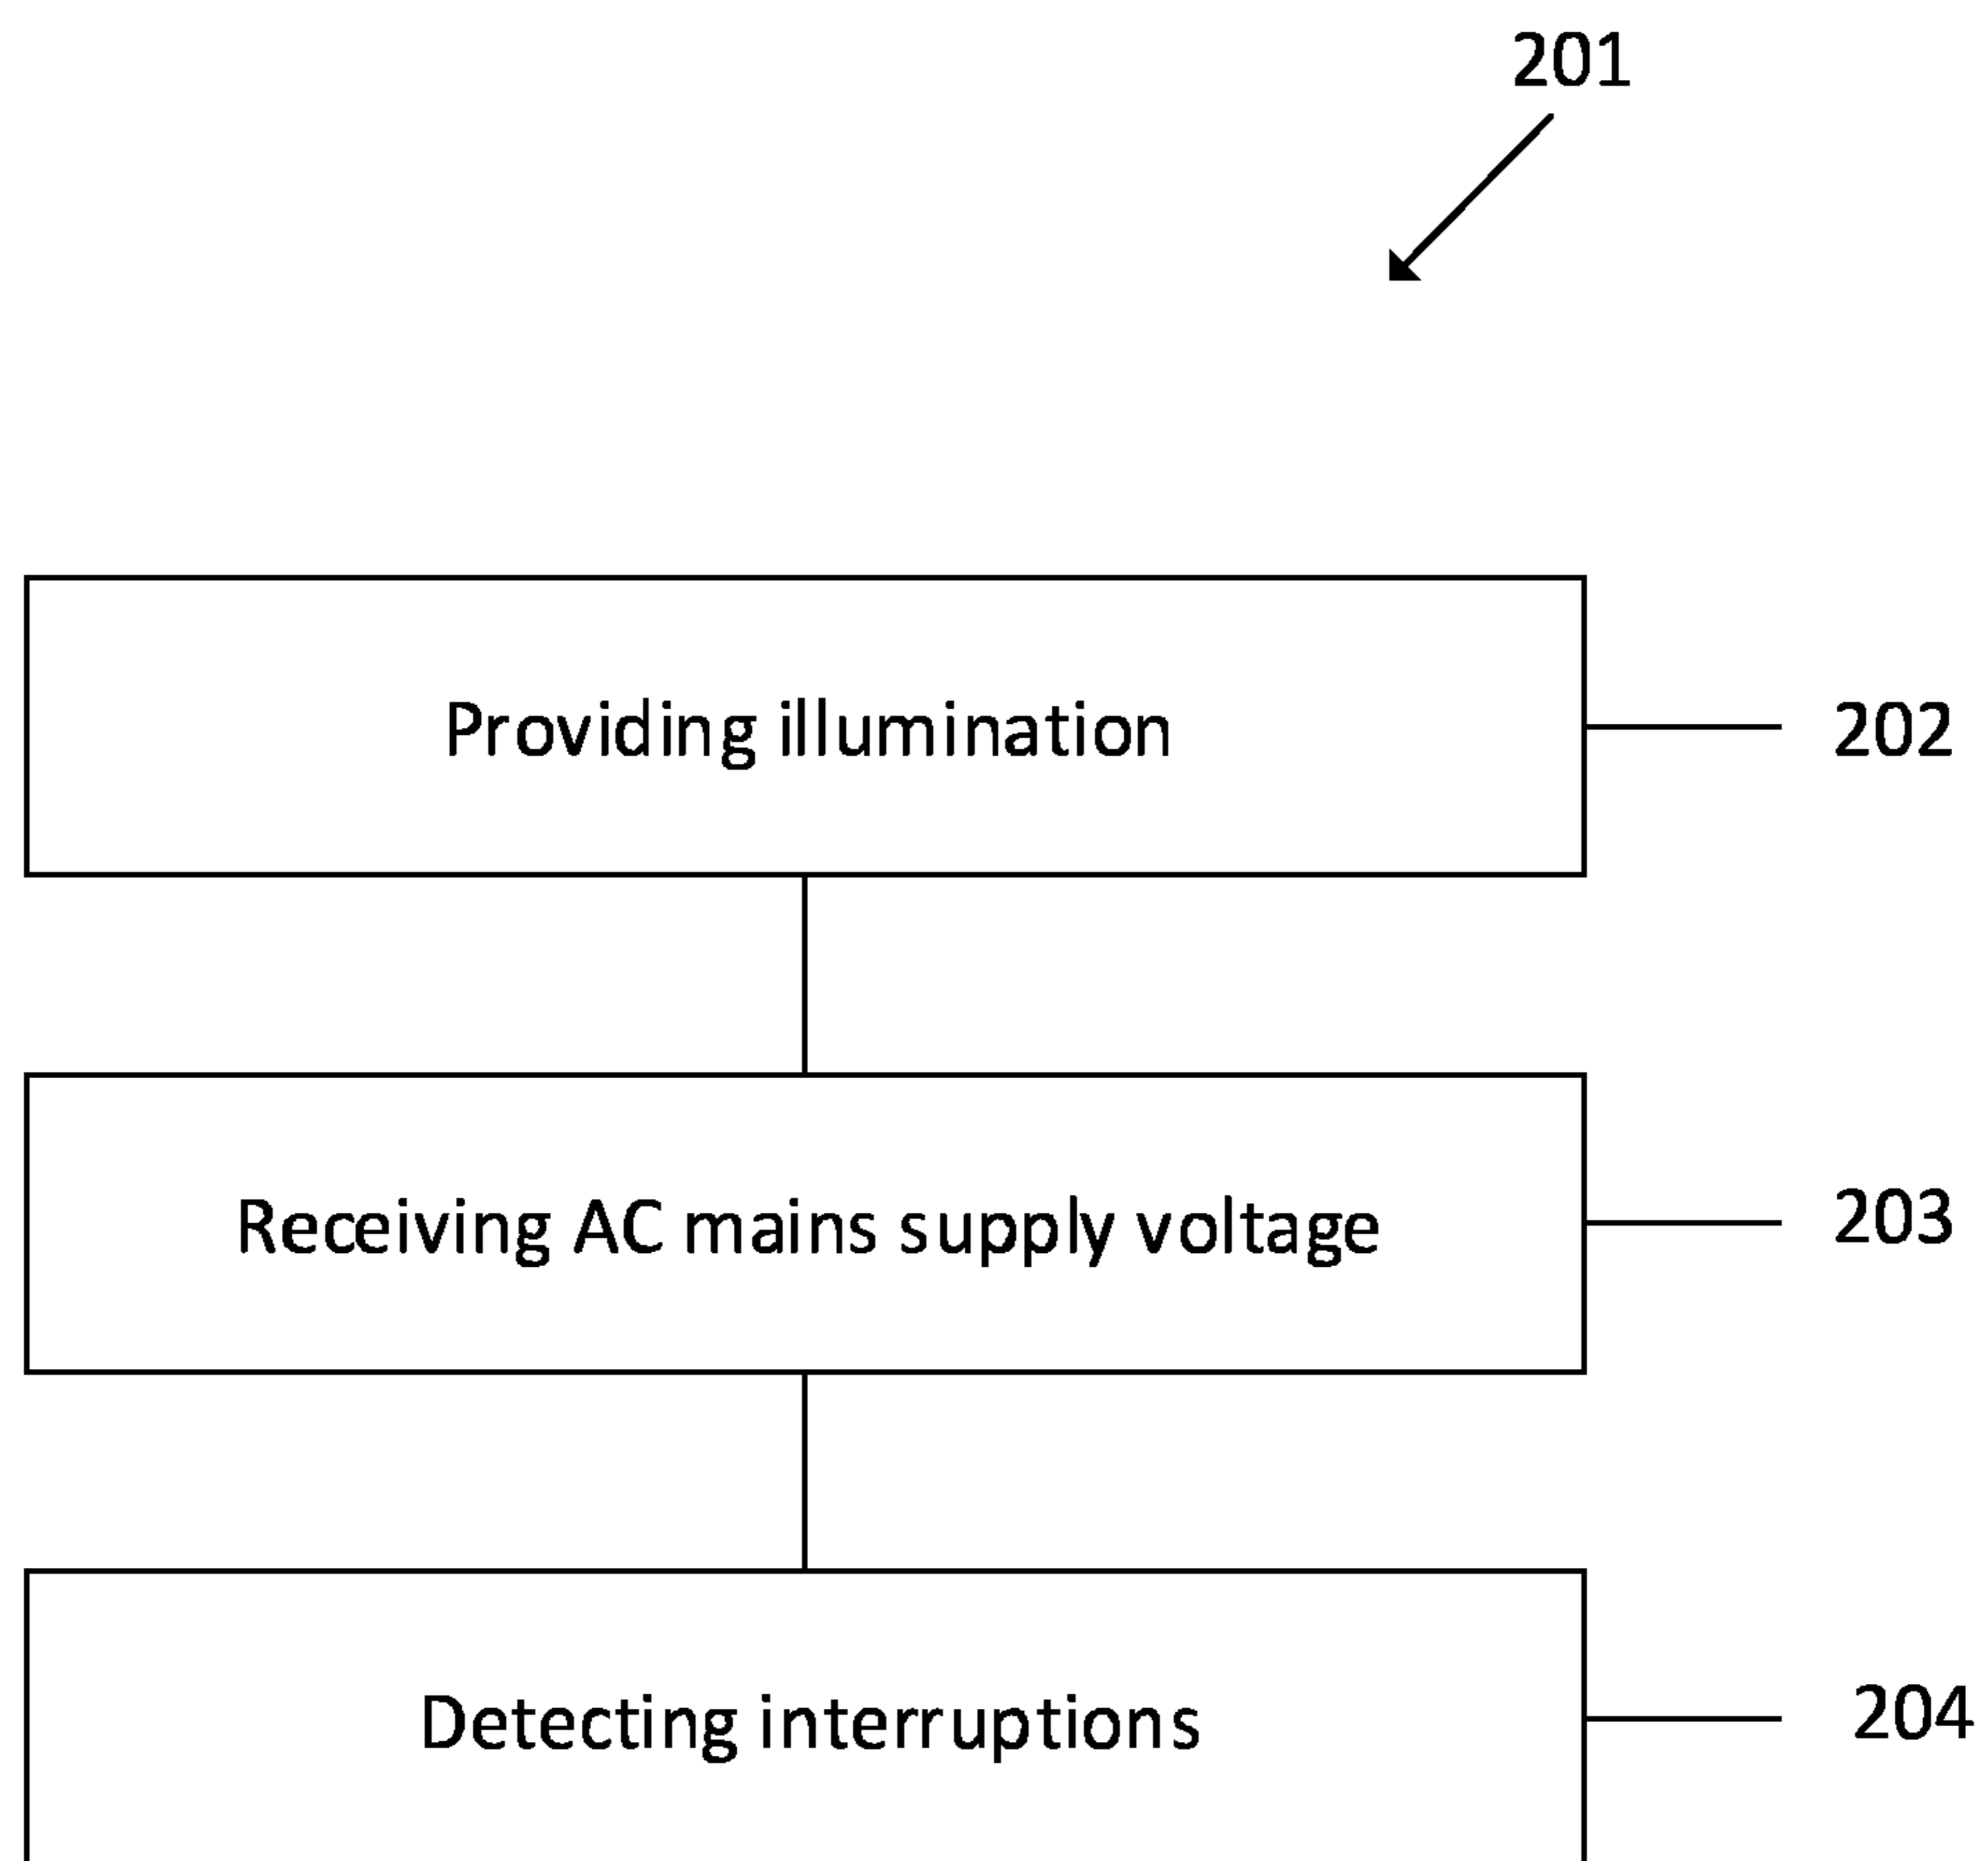 201
Providing illumination
202
Receiving AC mains supply voltage
203
Detecting interruptions
204